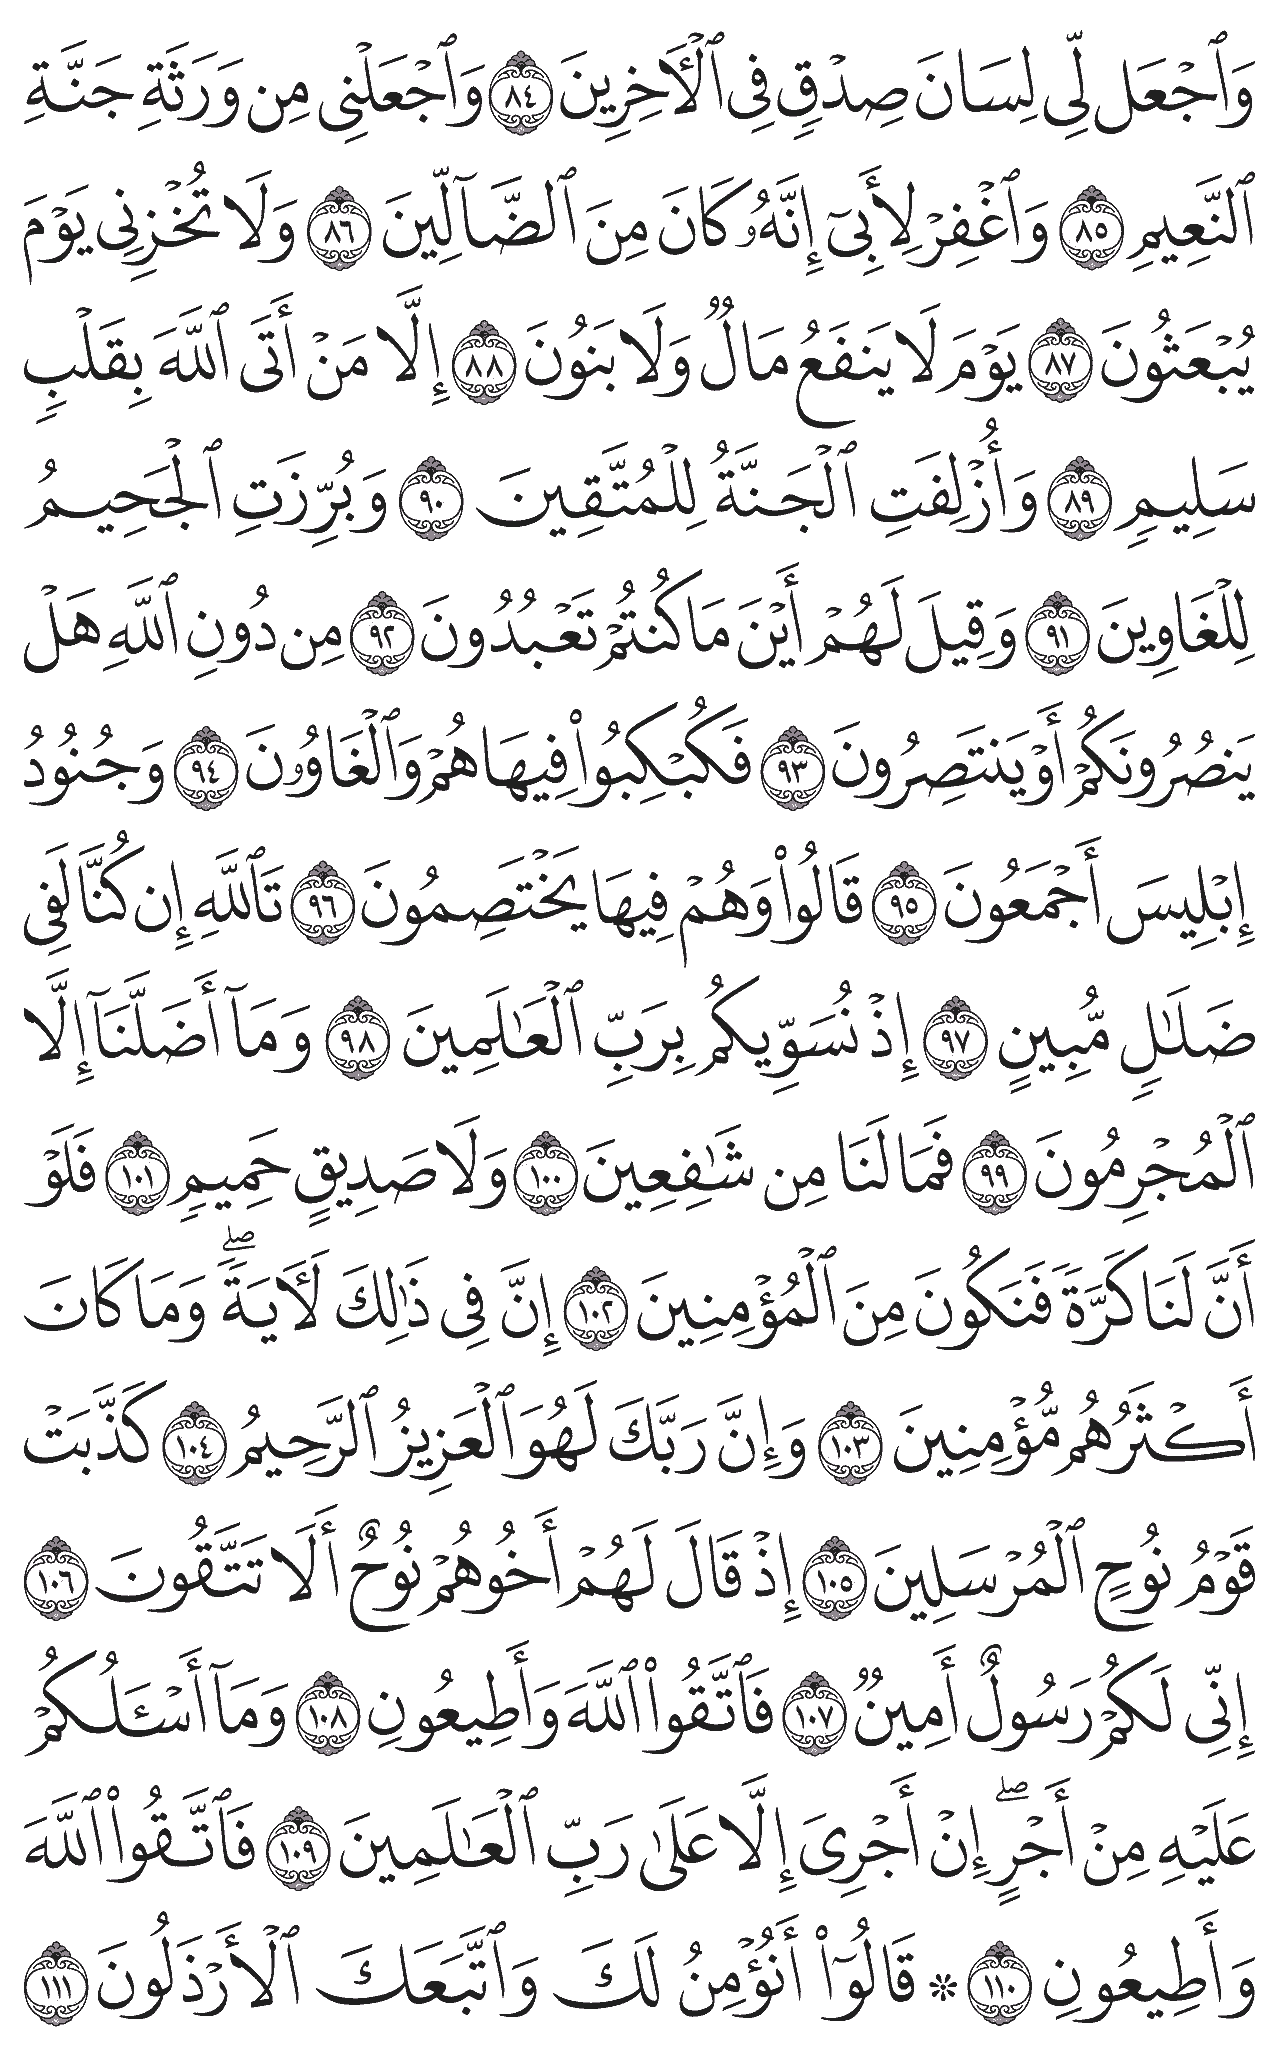 وَٱجْعَل لِّى لِسَانَ صِدْقٍ فِى ٱلْأَخِرِينَ ٨٤ وَٱجْعَلْنِى مِن وَرَثَةِ جَنَّةِ
ٱلنَّعِيمِ ٨٥ وَٱغْفِرْ لِأَبِىٓ إِنَّهُۥ كَانَ مِنَ ٱلضَّآلِّينَ ٨٦ وَلَا تُخْزِنِى يَوْمَ
يُبْعَثُونَ ٨٧ يَوْمَ لَا يَنفَعُ مَالٌ وَلَا بَنُونَ ٨٨ إِلَّا مَنْ أَتَى ٱللَّهَ بِقَلْبٍ
سَلِيمٍ ٨٩ وَأُزْلِفَتِ ٱلْجَنَّةُ لِلْمُتَّقِينَ ٩٠ وَبُرِّزَتِ ٱلْجَحِيمُ
لِلْغَاوِينَ ٩١ وَقِيلَ لَهُمْ أَيْنَ مَا كُنتُمْ تَعْبُدُونَ ٩٢ مِن دُونِ ٱللَّهِ هَلْ
يَنصُرُونَكُمْ أَوْ يَنتَصِرُونَ ٩٣ فَكُبْكِبُوا۟ فِيهَا هُمْ وَٱلْغَاوُۥنَ ٩٤ وَجُنُودُ
إِبْلِيسَ أَجْمَعُونَ ٩٥ قَالُوا۟ وَهُمْ فِيهَا يَخْتَصِمُونَ ٩٦ تَٱللَّهِ إِن كُنَّا لَفِى
ضَلَٰلٍ مُّبِينٍ ٩٧ إِذْ نُسَوِّيكُم بِرَبِّ ٱلْعَٰلَمِينَ ٩٨ وَمَآ أَضَلَّنَآ إِلَّا
ٱلْمُجْرِمُونَ ٩٩ فَمَا لَنَا مِن شَٰفِعِينَ ١٠٠ وَلَا صَدِيقٍ حَمِيمٍ ١٠١ فَلَوْ
أَنَّ لَنَا كَرَّةً فَنَكُونَ مِنَ ٱلْمُؤْمِنِينَ ١٠٢ إِنَّ فِى ذَٰلِكَ لَأَيَةً ۖ وَمَا كَانَ
أَكْثَرُهُم مُّؤْمِنِينَ ١٠٣ وَإِنَّ رَبَّكَ لَهُوَ ٱلْعَزِيزُ ٱلرَّحِيمُ ١٠٤ كَذَّبَتْ
قَوْمُ نُوحٍ ٱلْمُرْسَلِينَ ١٠٥ إِذْ قَالَ لَهُمْ أَخُوهُمْ نُوحٌ أَلَا تَتَّقُونَ ١٠٦
إِنِّى لَكُمْ رَسُولٌ أَمِينٌ ١٠٧ فَٱتَّقُوا۟ ٱللَّهَ وَأَطِيعُونِ ١٠٨ وَمَآ أَسْـَٔلُكُمْ
عَلَيْهِ مِنْ أَجْرٍ ۖ إِنْ أَجْرِىَ إِلَّا عَلَىٰ رَبِّ ٱلْعَٰلَمِينَ ١٠٩ فَٱتَّقُوا۟ ٱللَّهَ
وَأَطِيعُونِ ١١٠ ۞ قَالُوٓا۟ أَنُؤْمِنُ لَكَ وَٱتَّبَعَكَ ٱلْأَرْذَلُونَ ١١١